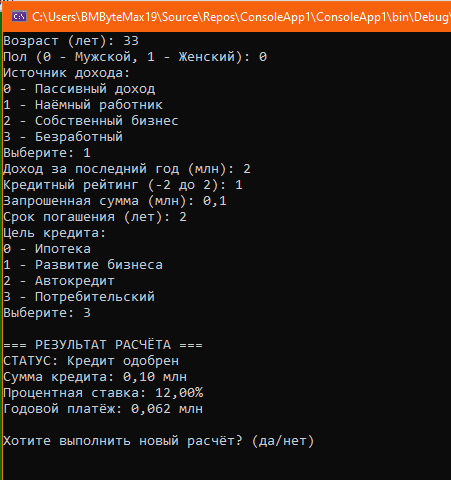 C:\Users\BMByteMax19\Source\Repos\ConsoleApp1\ConsoleApp1\bin\Debug\
Возраст (лет): 33
Пол (0 - Мужской, 1 - Женский): 0
Источник дохода:
0 - Пассивный доход
1 - Наёмный работник
2 - Собственный бизнес
3 - Безработный
Выберите: 1
Доход за последний год (млн): 2
Кредитный рейтинг (-2 до 2): 1
Запрошенная сумма (млн): 0,1
Срок погашения (лет): 2
Цель кредита:
0 - Ипотека
1 - Развитие бизнеса
2 - Автокредит
3 - Потребительский
Выберите: 3
=== РЕЗУЛЬТАТ РАСЧЁТА ===
СТАТУС: Кредит одобрен
Сумма кредита: 0,10 млн
Процентная ставка: 12,00%
Годовой платёж: 0,062 млн
Хотите выполнить новый расчёт? (да/нет)